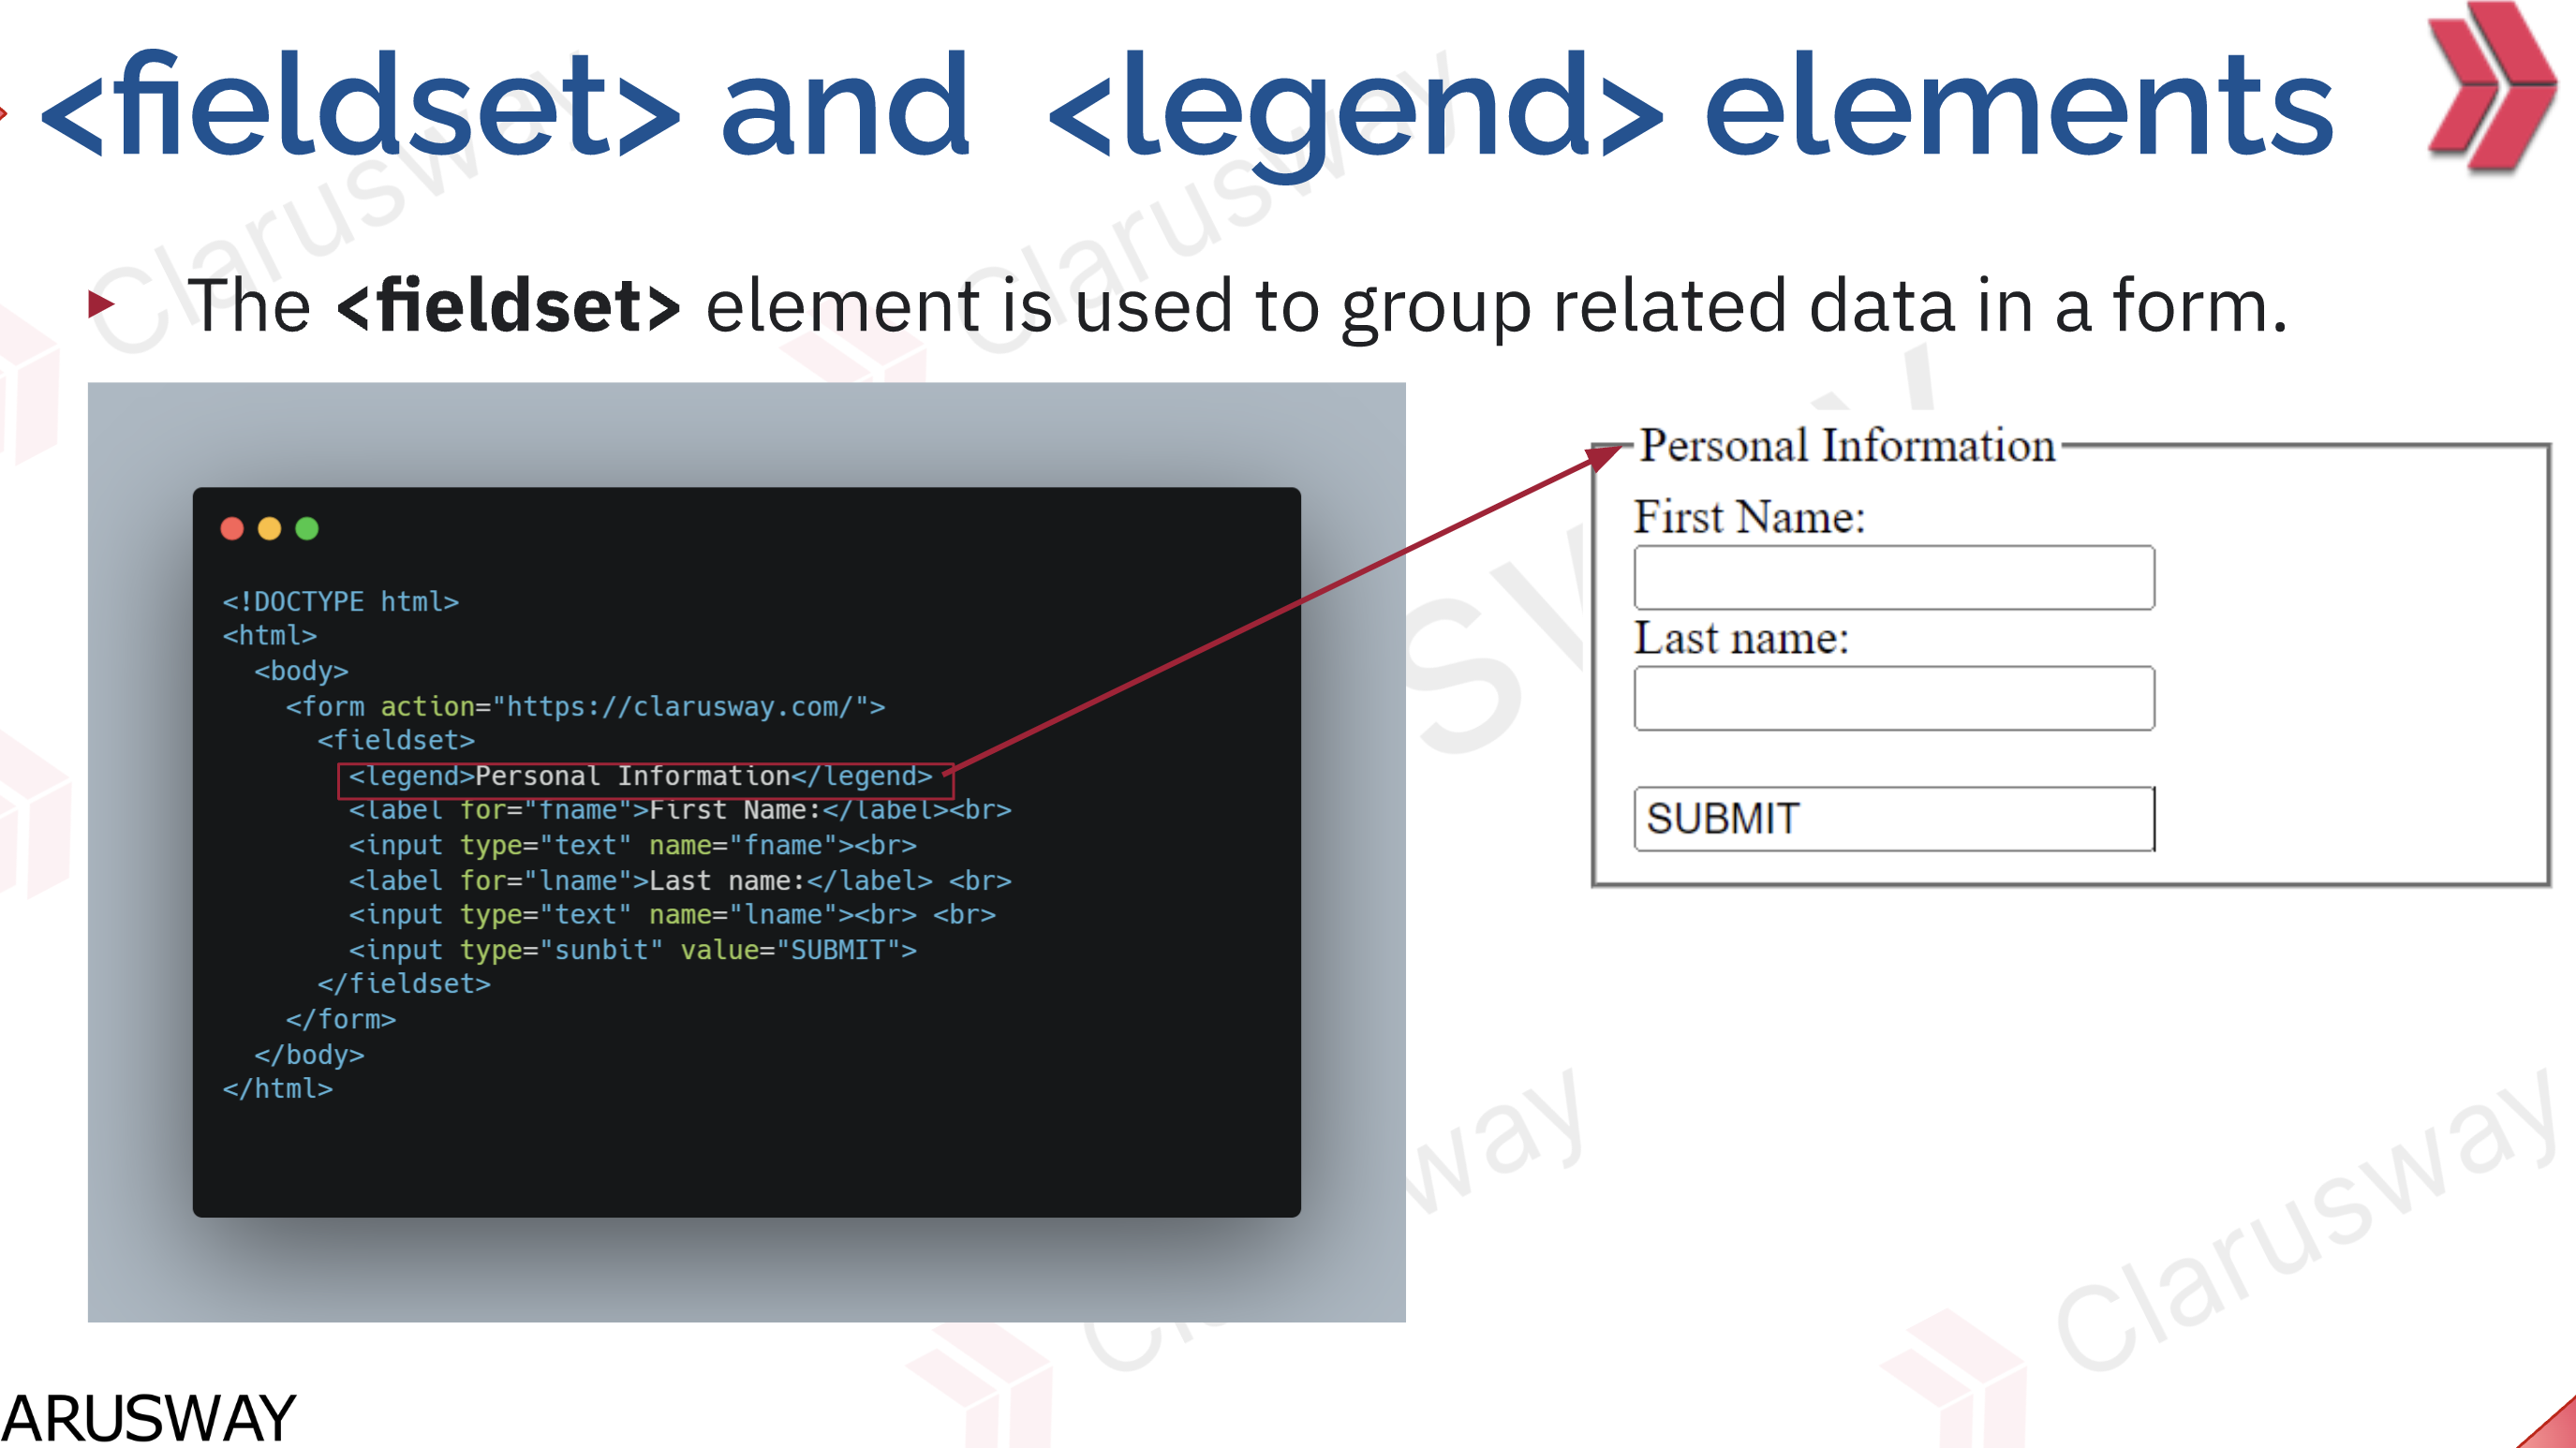 <fieldset> and <legend> elements
The <fieldset> element is used to group related data in a form.
<!DOCTYPE html>
<html>
<body>
<form action="https://clarusway.com/">
<fieldset>
<legend>Personal Information</legend>
<label for="fname">First Name:</label><br>
<input type="text" name="fname"><br>
<label for="lname">Last name:</label> <br>
<input type="text" name="lname"><br> <br>
<input type="sunbit" value="SUBMIT">
</fieldset>
</form>
</body>
</html>
Personal Information
First Name:
Last name:
SUBMIT
ARUSWAY
Clarusway
Clarusway
way
Clarusway